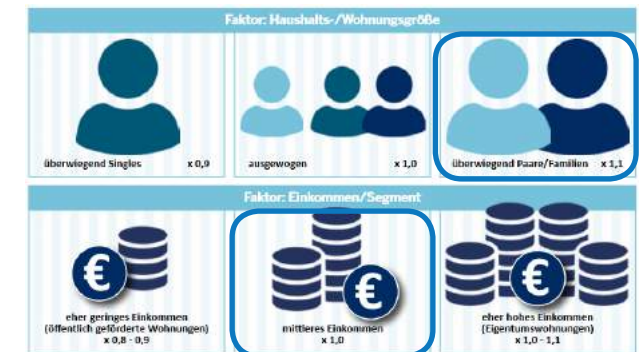 Faktor: Haushalts-/Wohnungsgröße
überwiegend Singles x 0,9
ausgewogen x 1,0
überwiegend Paare/Familien x 1,1
Faktor: Einkommen/Segment
€
eher geringes Einkommen
(öffentlich geförderte Wohnungen)
x 0,8 - 0,9
€
mittleres Einkommen
x 1,0
€
eher hohes Einkommen
(Eigentumswohnungen)
x 1,0 - 1,1